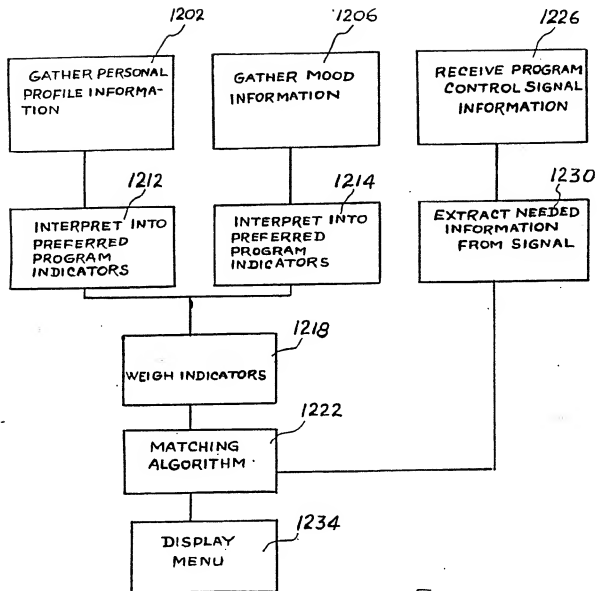 1202
1206
1226
GATHER PERSONAL
PROFILE INFORMA-
TION
GATHER MOOD
INFORMATION
RECEIVE PROGRAM
CONTROL SIGNAL
INFORMATION
1212
1214
1230
INTERPRET INTO
PREFERRED
PROGRAM
INDICATORS
INTERPRET INTO
PREFERRED
PROGRAM
INDICATORS
EXTRACT NEEDED
INFORMATION
FROM SIGNAL
1218
WEIGH INDICATORS
1222
MATCHING
ALGORITHM
1234
DISPLAY
MENU